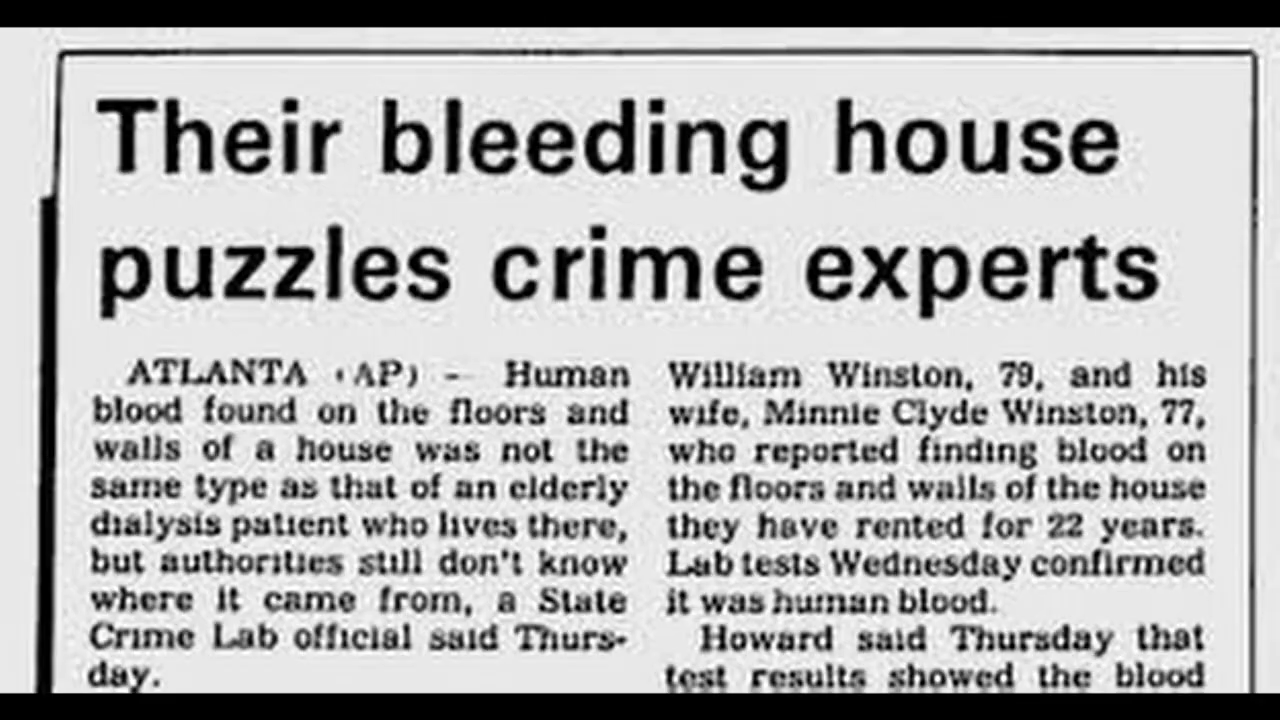 Their bleeding house
puzzles crime experts
ATLANTA (AP) — Human
blood found on the floors and
walls of a house was not the
same type as that of an elderly
dialysis patient who lives there,
but authorities still don't know
where it came from, a State
Crime Lab official said Thurs-
day.
William Winston, 79, and his
wife, Minnie Clyde Winston, 77,
who reported finding blood on
the floors and walls of the house
they have rented for 22 years.
Lab tests Wednesday confirmed
it was human blood.
Howard said Thursday that
test results showed the blood